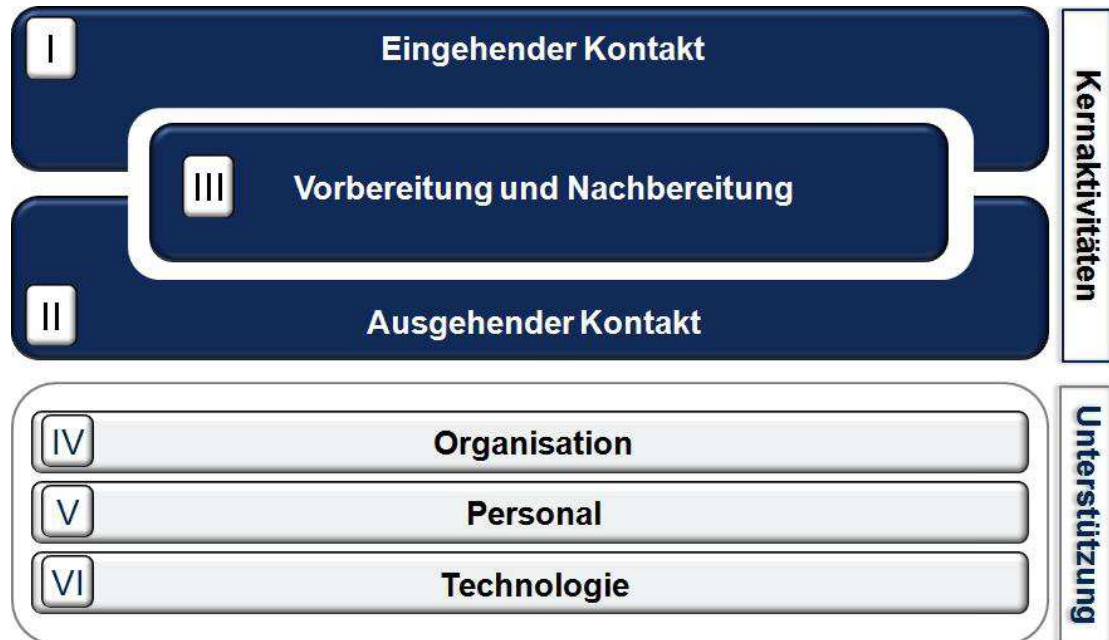 I
Eingehender Kontakt
III
Vorbereitung und Nachbereitung
II
Ausgehender Kontakt
Kernaktivitäten
IV
Organisation
V
Personal
VI
Technologie
Unterstützung